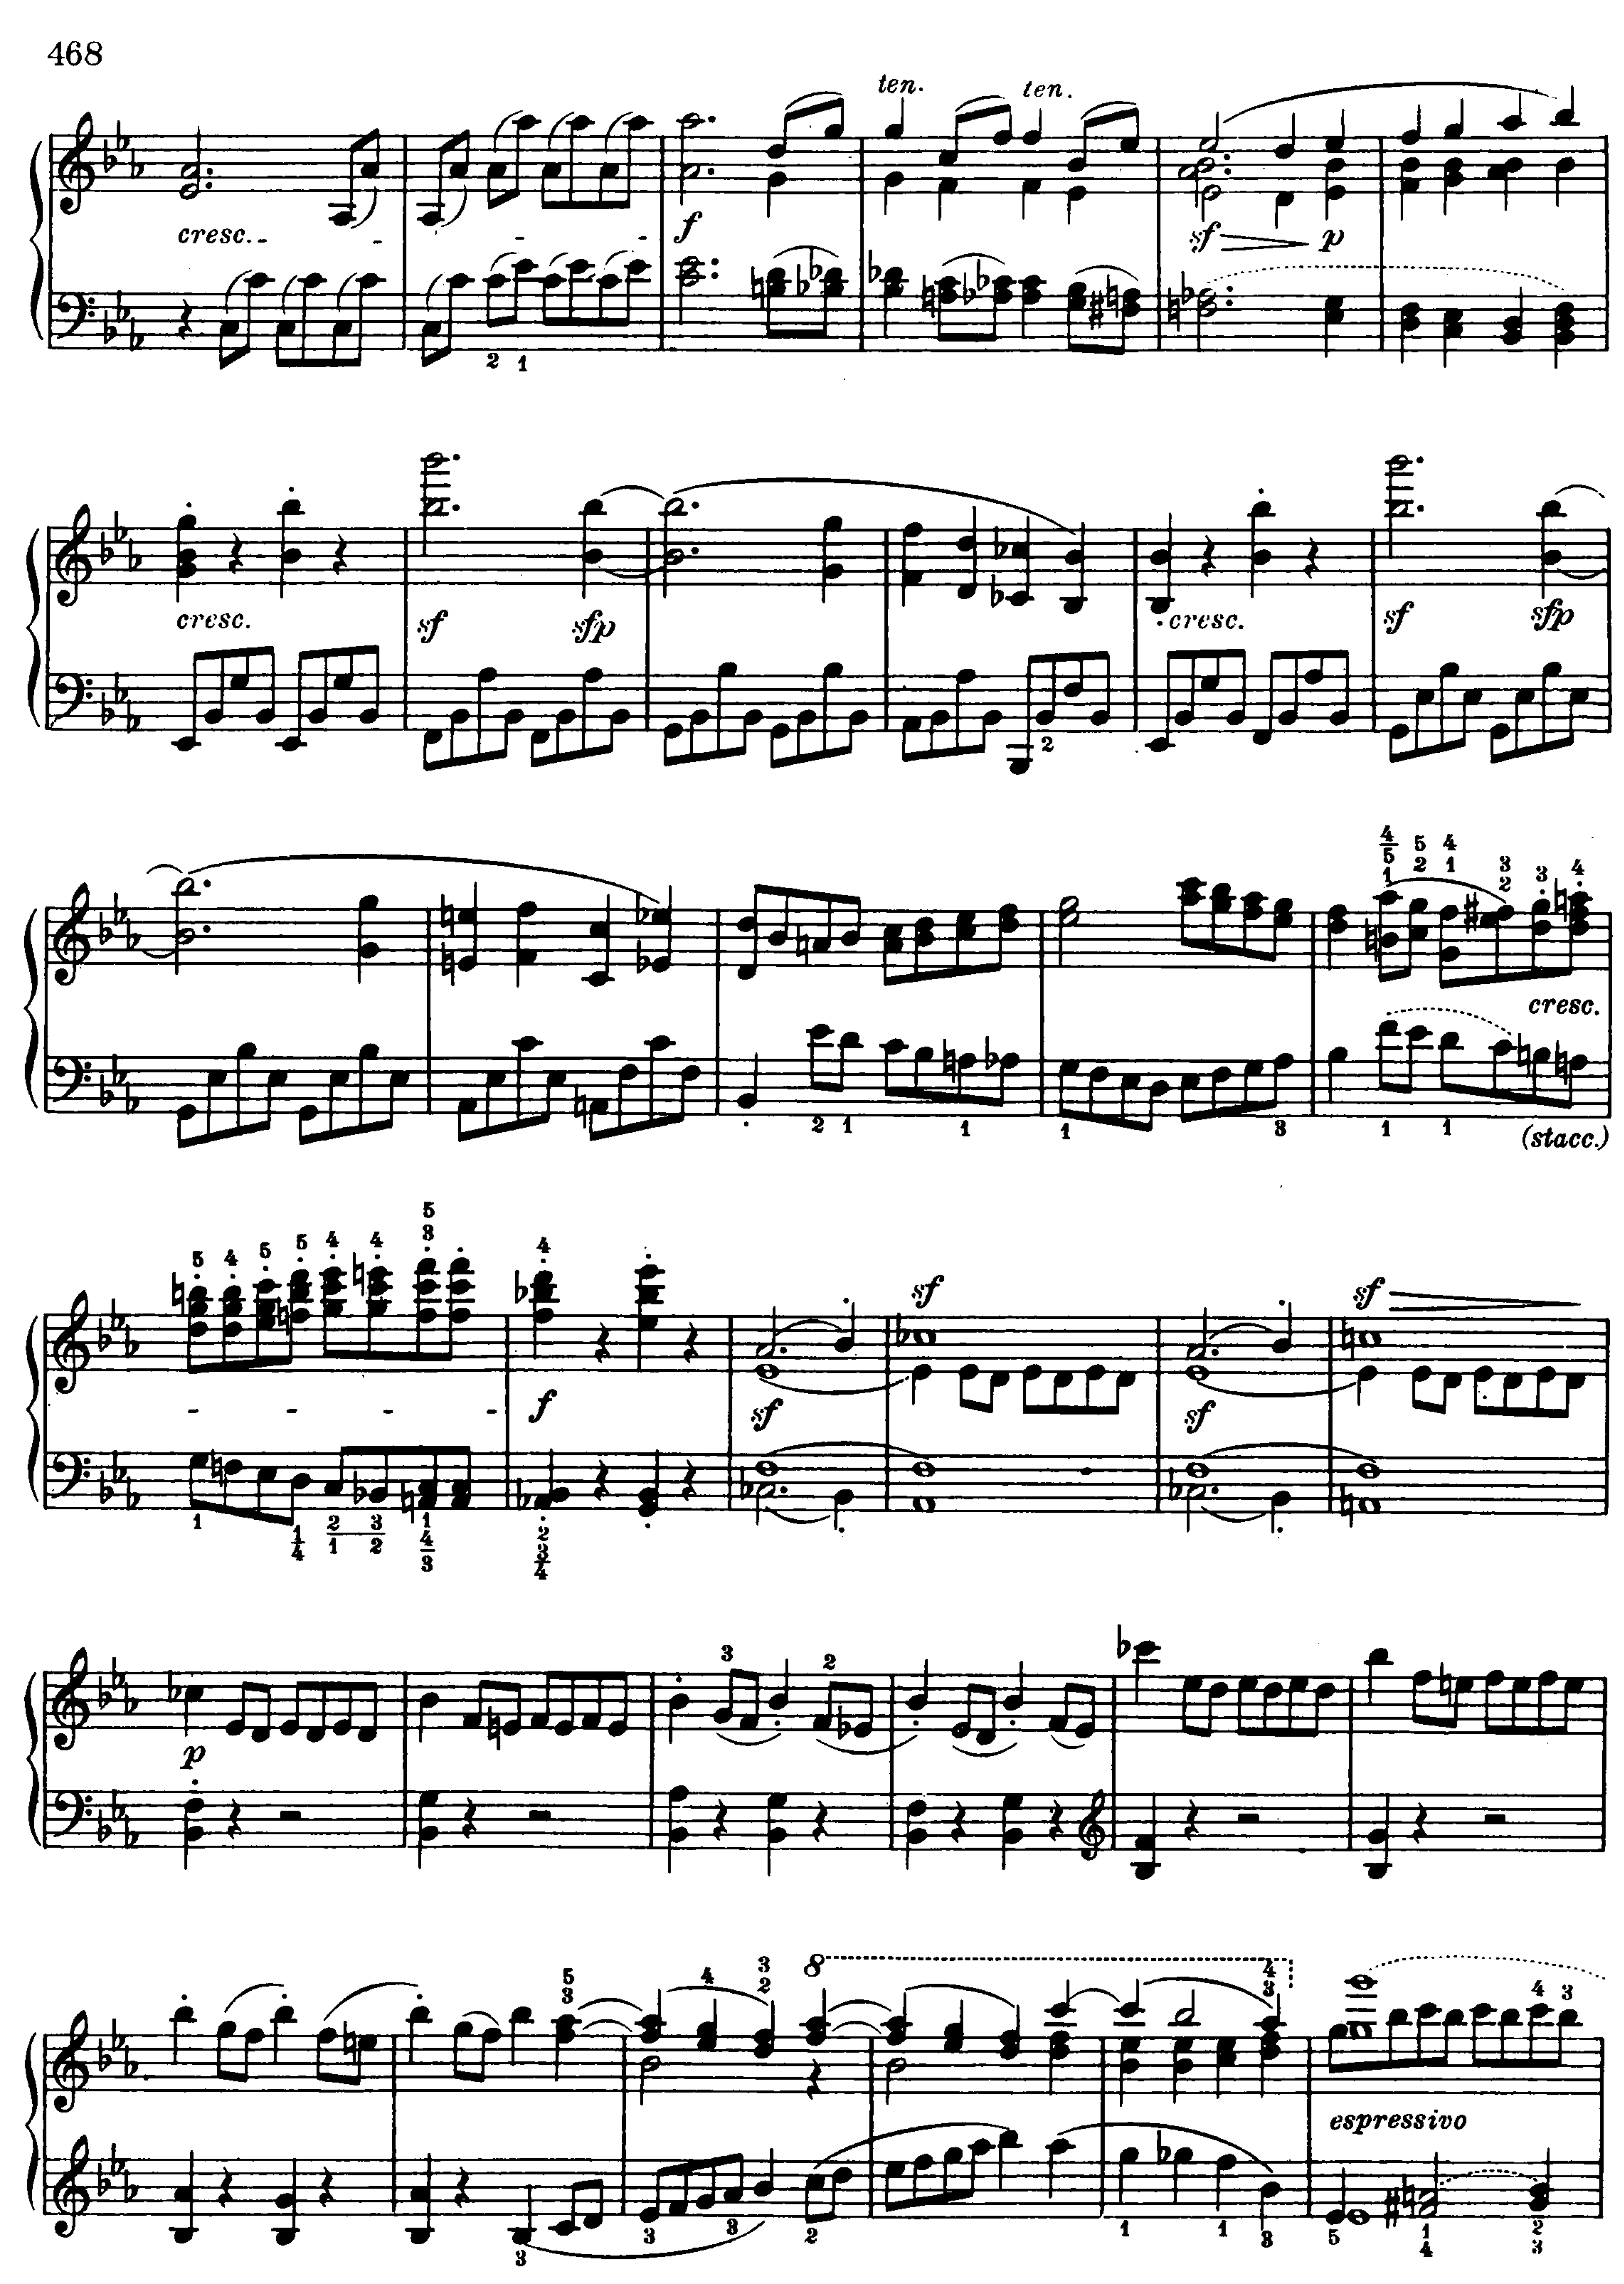 468
ten. ten.
cresc. f sf p
2 1
cresc. sf sfp cresc. sf sfp
2
4 5 4
5 2 1 3 3 4
1 2
cresc.
2 1 1 1 3 1 1
(stacc.)
5
5 4 5 5 4 4 3 4
sf sf
f sf sf
1 1 2 3 1 2
4 1 2 4 3
3 4
3 2
p
5 4 3 8 4
3 2 3 4 3
espressivo
3 3 3 2 1 1 3 5 1 2
4 3